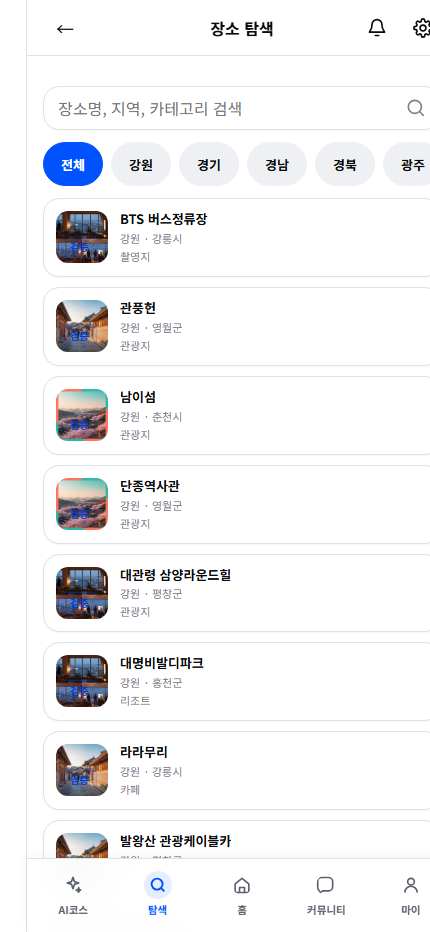 장소 탐색
장소명, 지역, 카테고리 검색
전체 강원 경기 경남 경북 광주
BTS 버스정류장
강원 · 강릉시
촬영지
관풍헌
강원 · 영월군
관광지
남이섬
강원 · 춘천시
관광지
단종역사관
강원 · 영월군
관광지
대관령 삼양라운드힐
강원 · 평창군
관광지
대명비발디파크
강원 · 홍천군
리조트
라라무리
강원 · 강릉시
카페
발왕산 관광케이블카
AI코스 탐색 홈 커뮤니티 마이